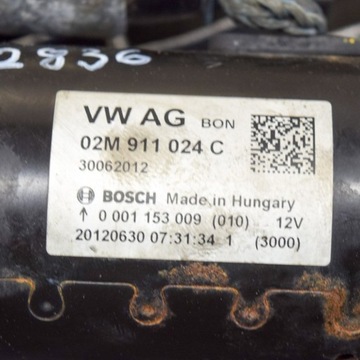 2836
VW AG BON
02M 911 024 C
30062012
BOSCH Made in Hungary
↑ 0 001 153 009 (010) 12V
20120630 07:31:34 1 (3000)